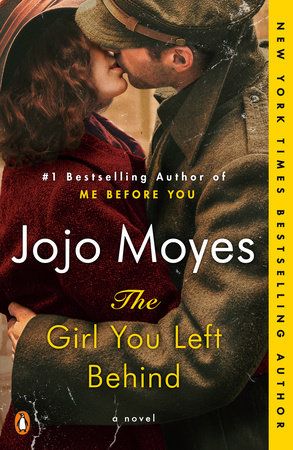 #1 Bestselling Author of
ME BEFORE YOU
Jojo Moyes
The
Girl You Left
Behind
a novel
NEW YORK TIMES BESTSELLING AUTHOR